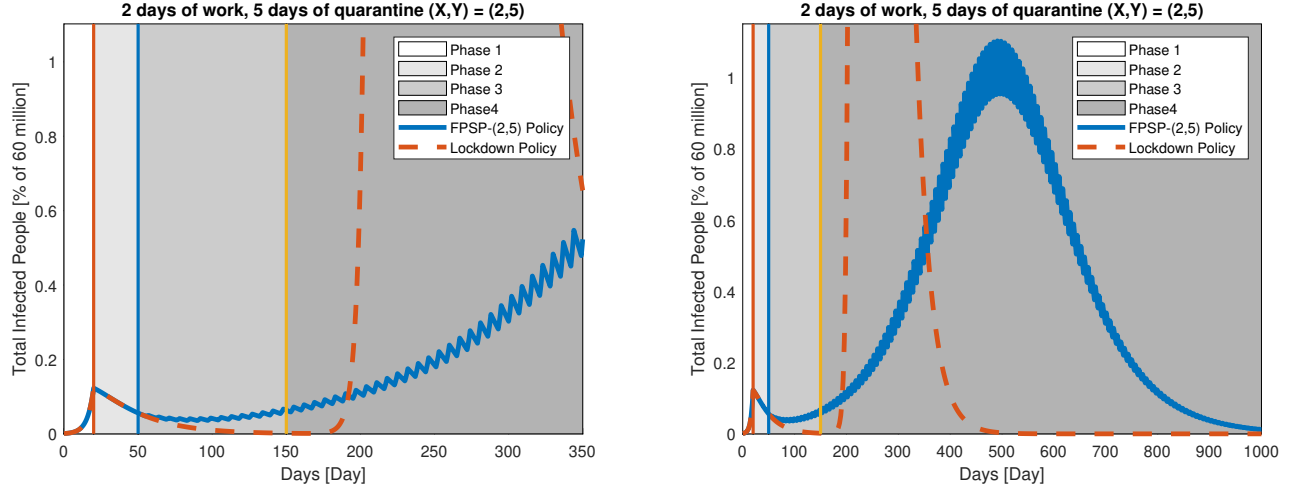 2 days of work, 5 days of quarantine (X,Y) = (2,5)
Total Infected People [% of 60 million]
1
0.8
0.6
0.4
0.2
0
Phase 1
Phase 2
Phase 3
Phase4
FPSP-(2,5) Policy
Lockdown Policy
0 50 100 150 200 250 300 350
Days [Day]
2 days of work, 5 days of quarantine (X,Y) = (2,5)
Total Infected People [% of 60 million]
1
0.8
0.6
0.4
0.2
0
Phase 1
Phase 2
Phase 3
Phase4
FPSP-(2,5) Policy
Lockdown Policy
0 100 200 300 400 500 600 700 800 900 1000
Days [Day]